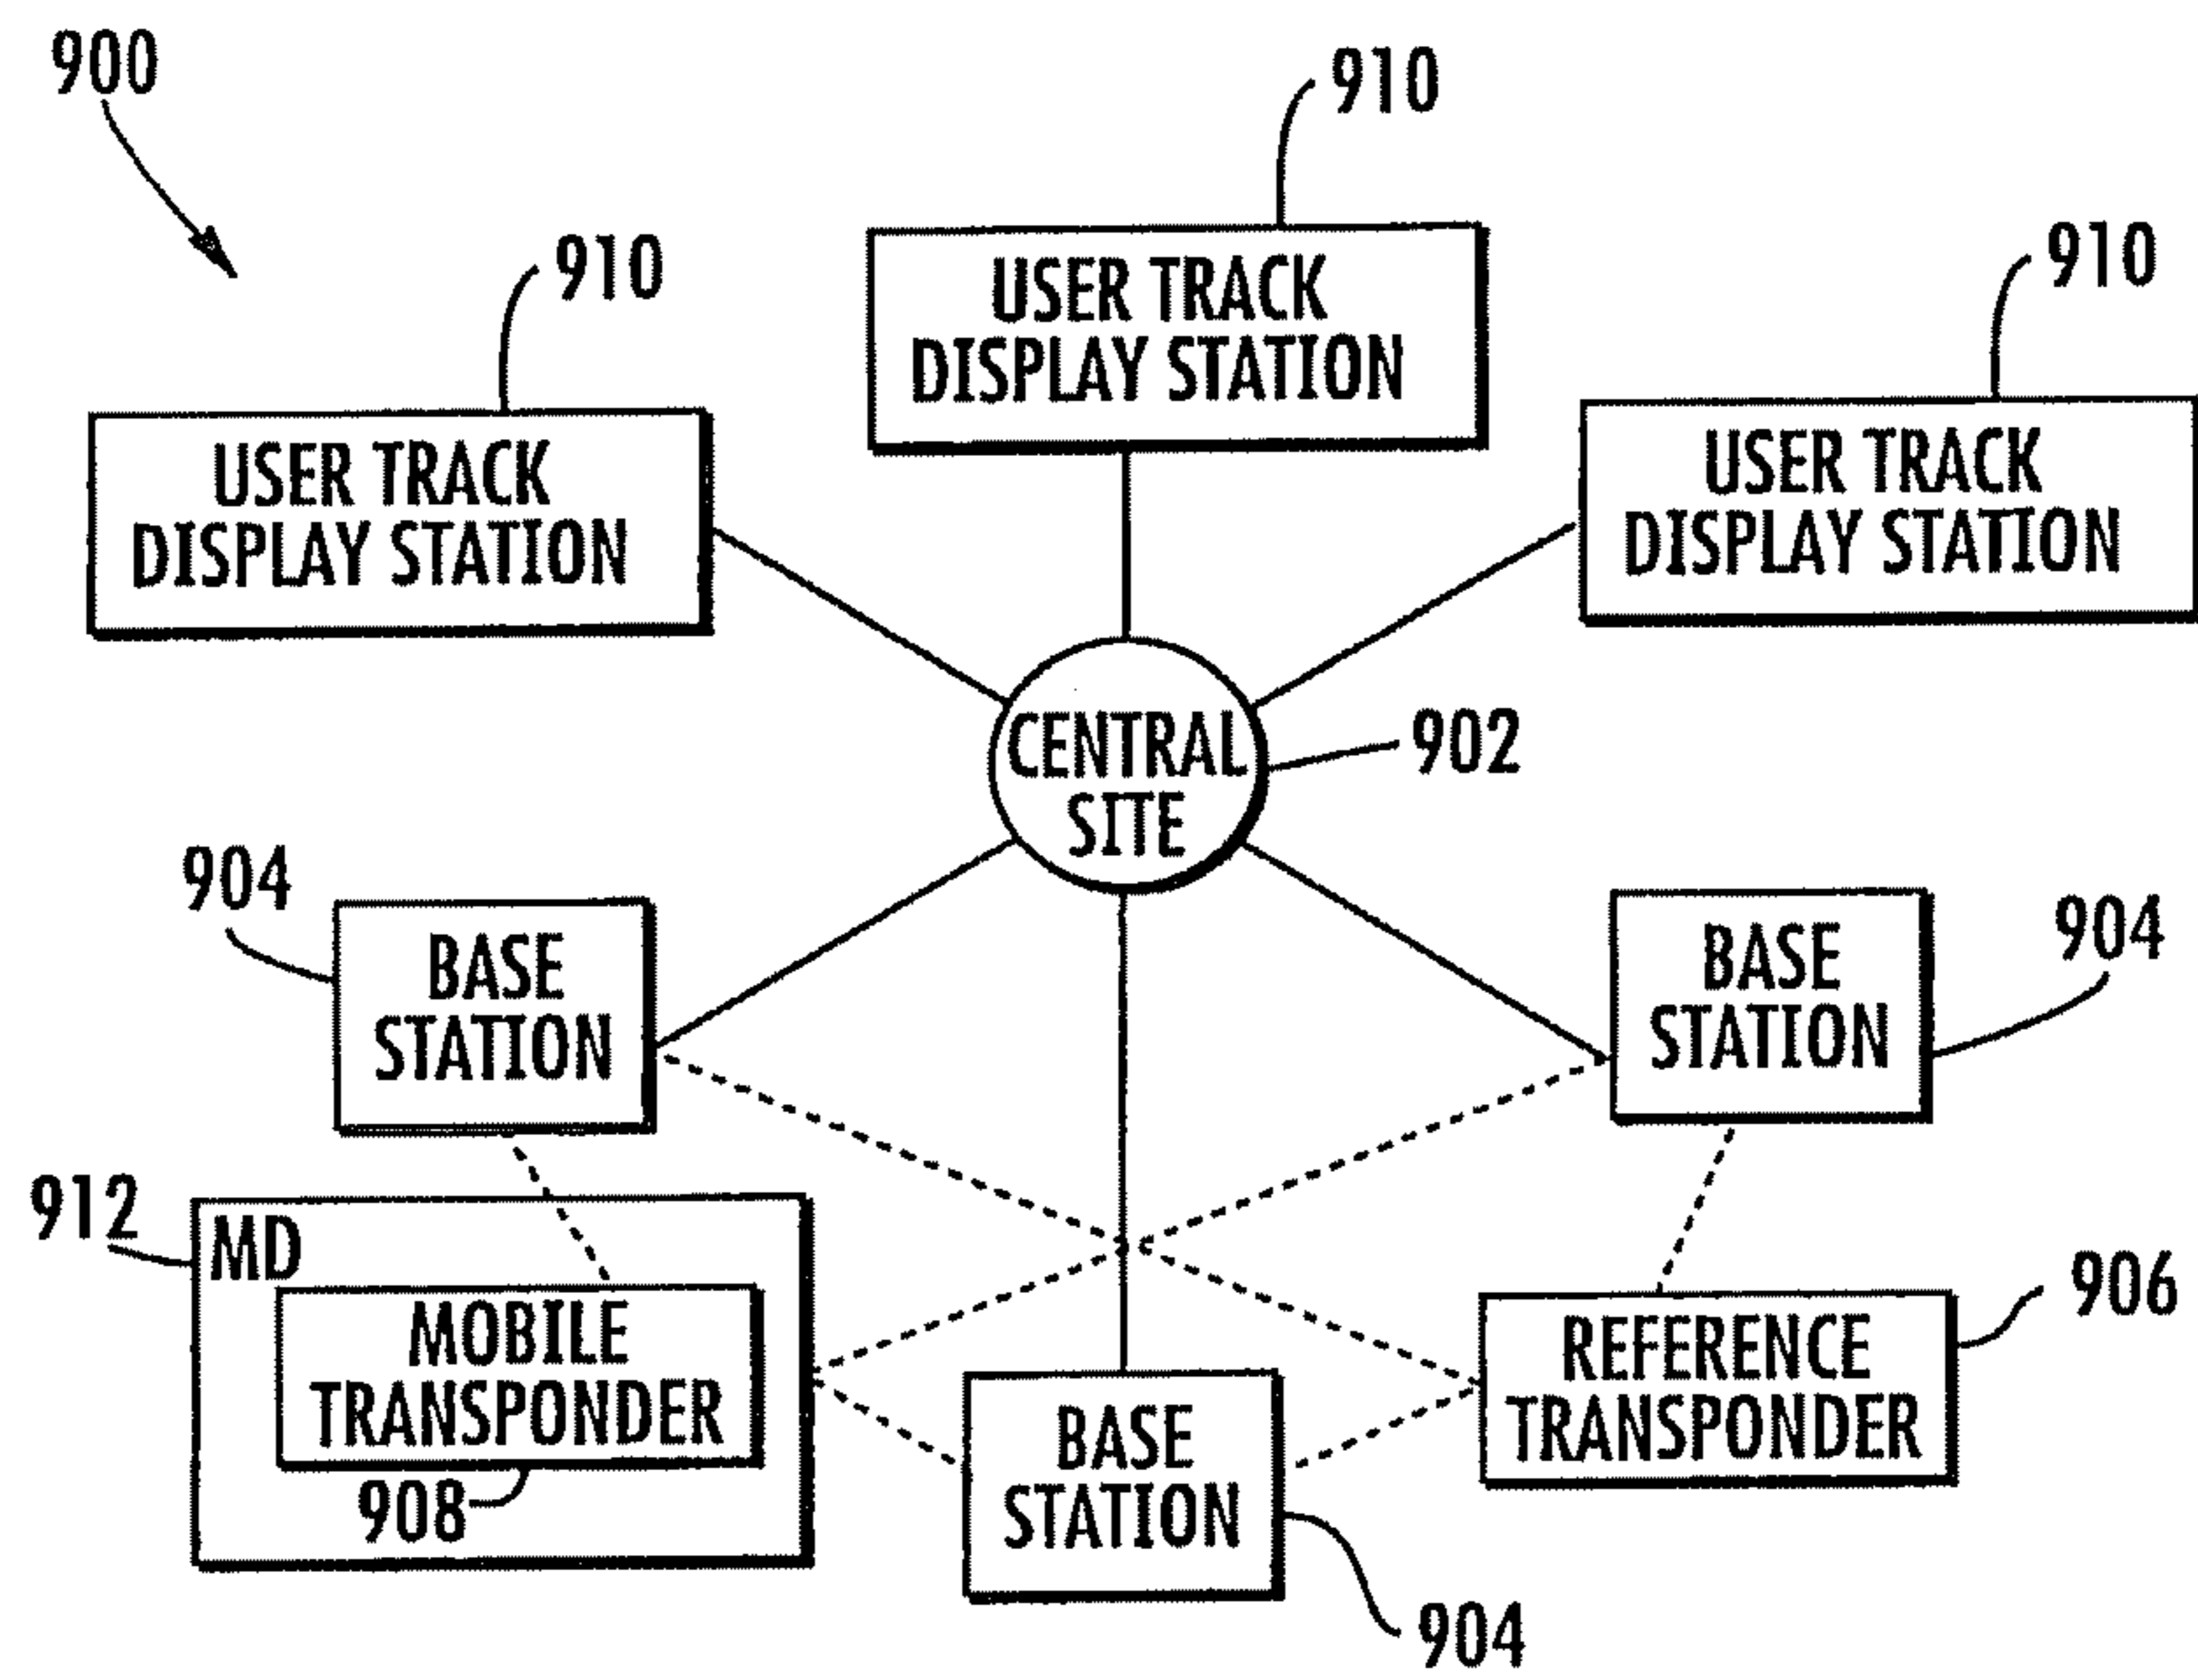 900
910
910
910
USER TRACK
DISPLAY STATION
USER TRACK
DISPLAY STATION
USER TRACK
DISPLAY STATION
CENTRAL
SITE
902
904
BASE
STATION
BASE
STATION
904
912
MD
MOBILE
TRANSPONDER
908
BASE
STATION
904
REFERENCE
TRANSPONDER
906